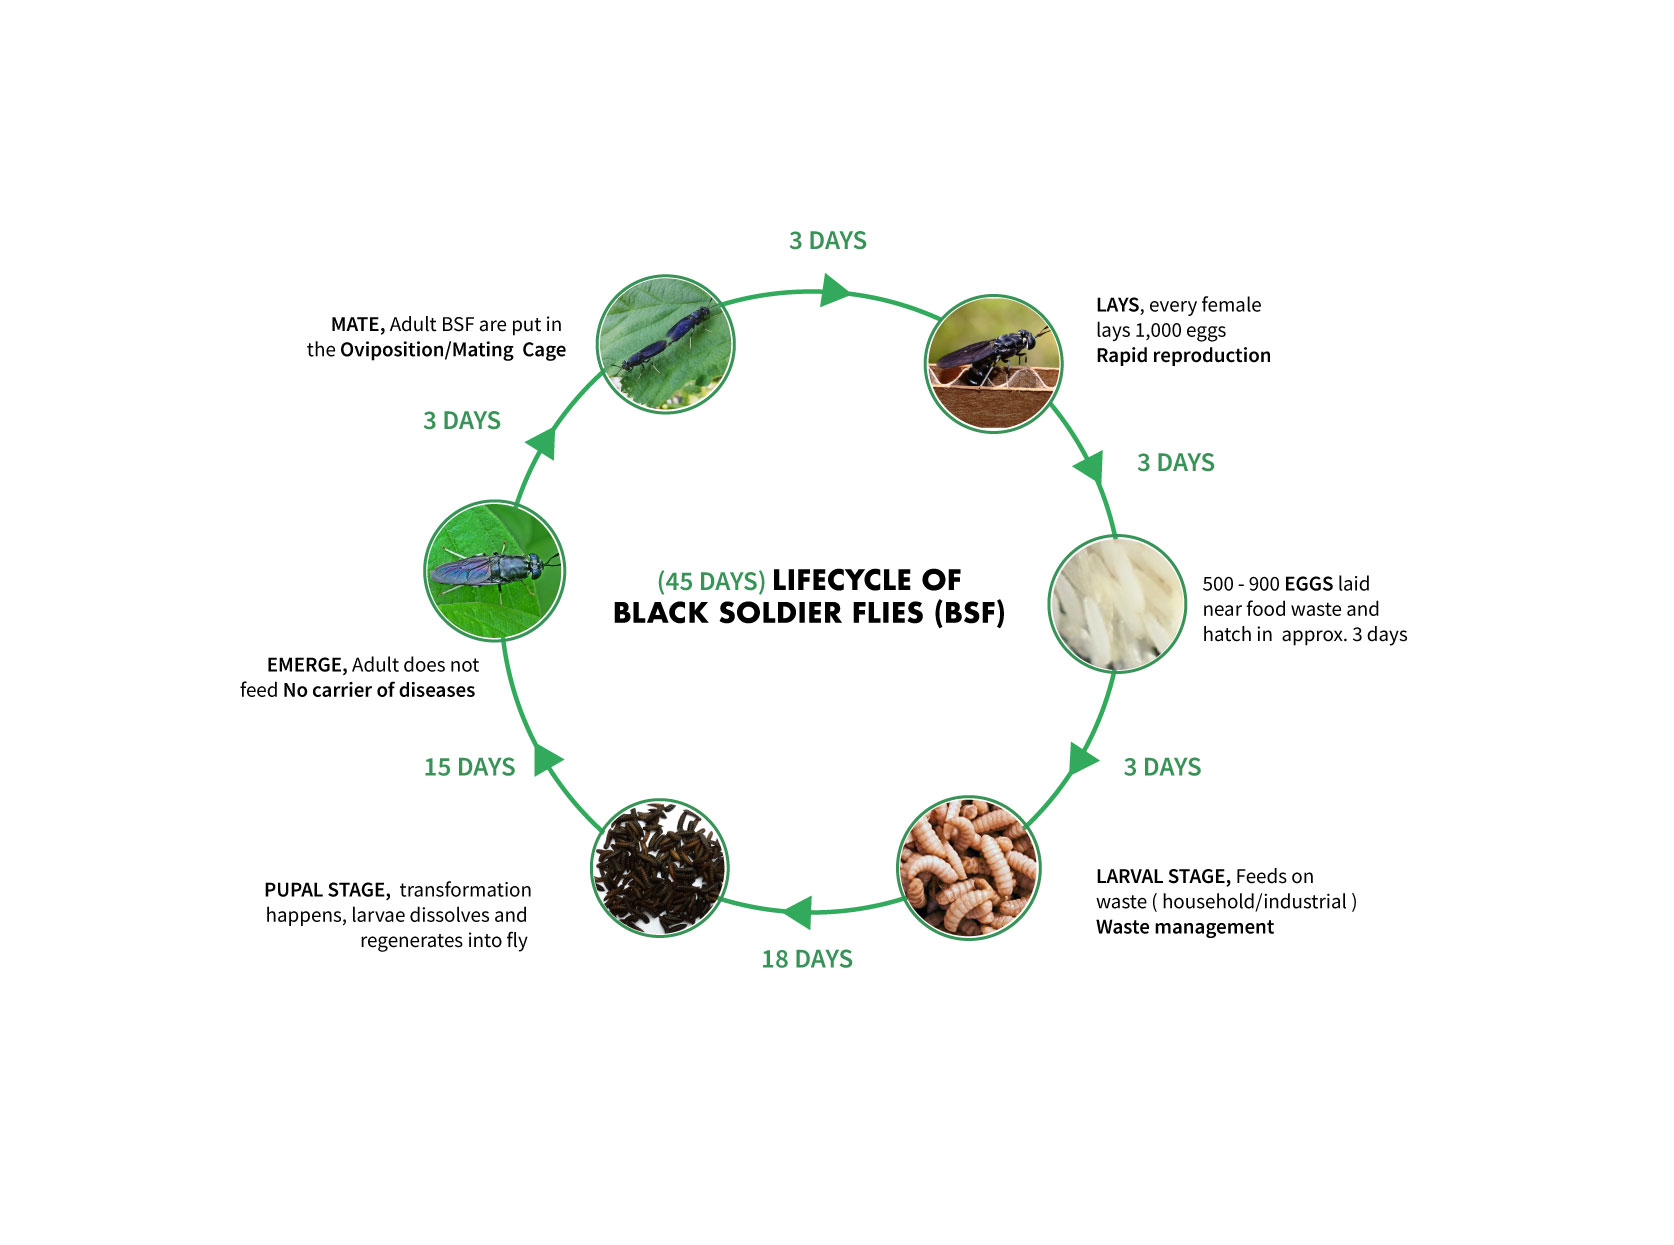 3 DAYS
MATE, Adult BSF are put in
the Oviposition/Mating Cage
LAYS, every female
lays 1,000 eggs
Rapid reproduction
3 DAYS
3 DAYS
(45 DAYS) LIFECYCLE OF
BLACK SOLDIER FLIES (BSF)
500 - 900 EGGS laid
near food waste and
hatch in approx. 3 days
EMERGE, Adult does not
feed No carrier of diseases
15 DAYS
3 DAYS
PUPAL STAGE, transformation
happens, larvae dissolves and
regenerates into fly
LARVAL STAGE, Feeds on
waste ( household/industrial )
Waste management
18 DAYS